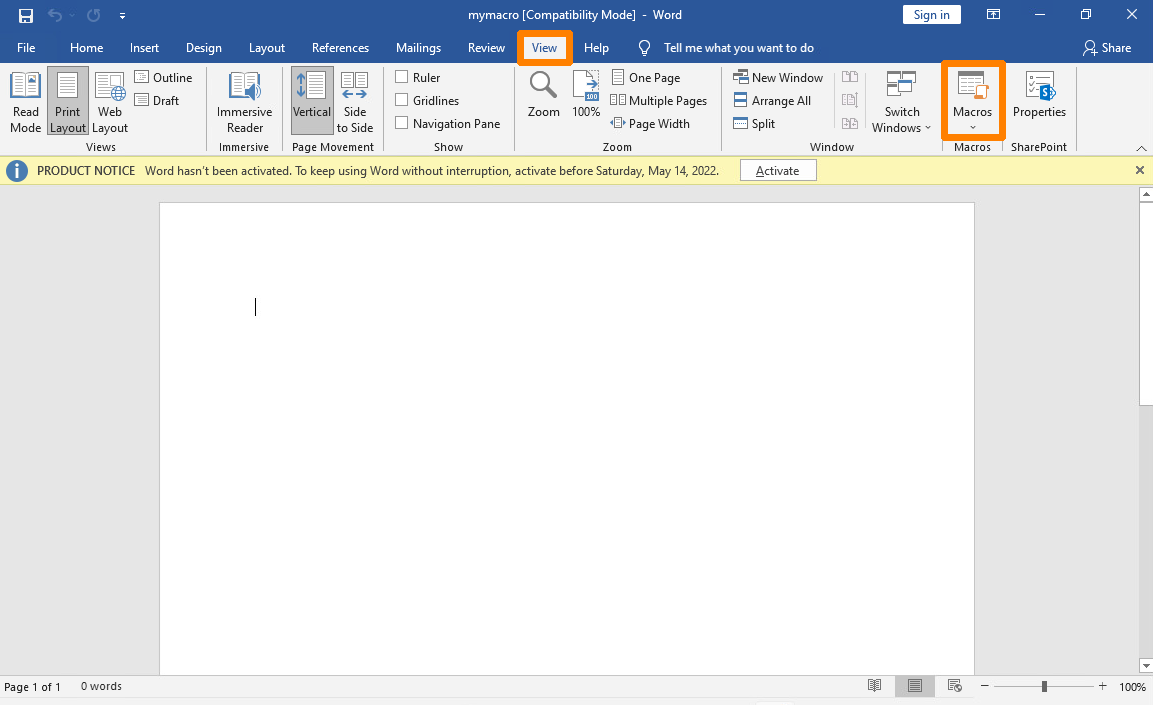 mymacro [Compatibility Mode] - Word
Sign in
File Home Insert Design Layout References Mailings Review View Help Tell me what you want to do Share
Read Mode
Print Layout
Web Layout
Outline
Draft
Views
Immersive Reader
Immersive
Vertical
Side to Side
Page Movement
Ruler
Gridlines
Navigation Pane
Show
Zoom
100
100%
One Page
Multiple Pages
Page Width
Zoom
New Window
Arrange All
Split
Switch Windows
Window
Macros
Macros
S
Properties
SharePoint
PRODUCT NOTICE Word hasn't been activated. To keep using Word without interruption, activate before Saturday, May 14, 2022. Activate
Page 1 of 1 0 words
100%